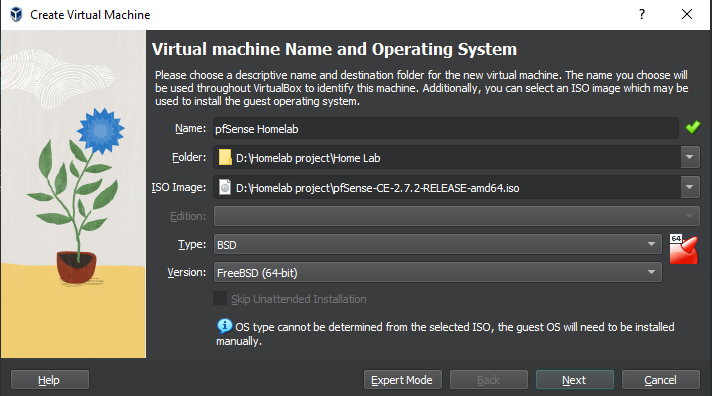 Create Virtual Machine
? ×
Virtual machine Name and Operating System
Please choose a descriptive name and destination folder for the new virtual machine. The name you choose will
be used throughout VirtualBox to identify this machine. Additionally, you can select an ISO image which may be
used to install the guest operating system.
Name: pfSense Homelab
Folder: D:\Homelab project\Home Lab
ISO Image: D:\Homelab project\pfSense-CE-2.7.2-RELEASE-amd64.iso
Edition:
Type: BSD 64
Version: FreeBSD (64-bit)
Skip Unattended Installation
OS type cannot be determined from the selected ISO, the guest OS will need to be installed
manually.
Help Expert Mode Back Next Cancel